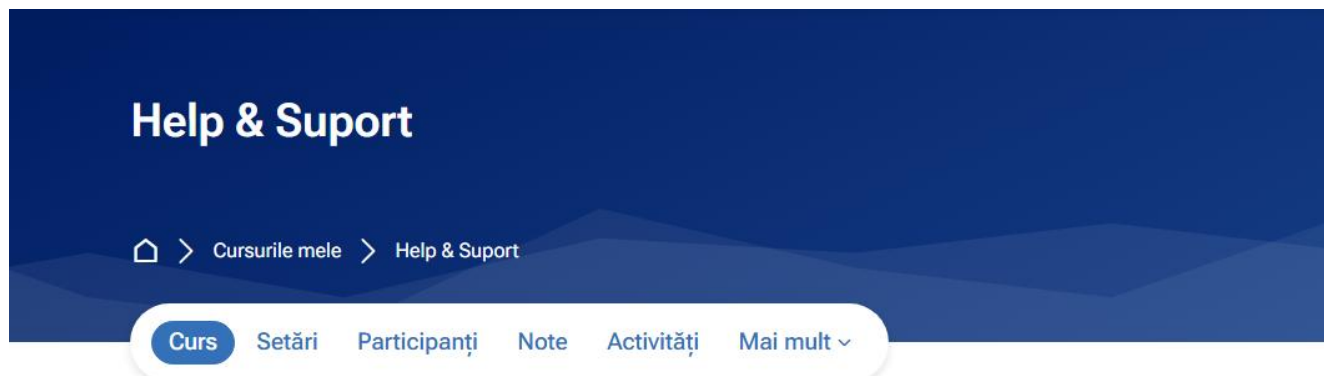 Help & Suport
Cursurile mele Help & Suport
Curs Setări Participanți Note Activități Mai mult